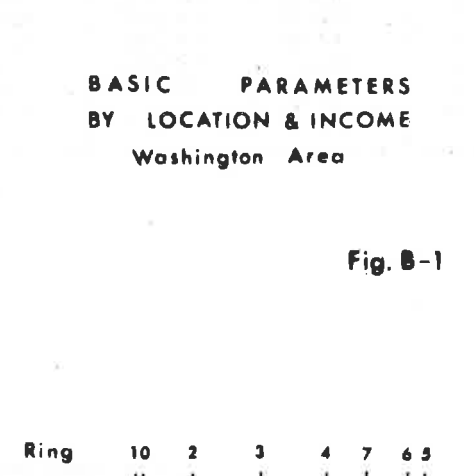 BASIC PARAMETERS
BY LOCATION & INCOME
Washington Area
Fig. B-1
Ring 10 2 3 4 7 6 5